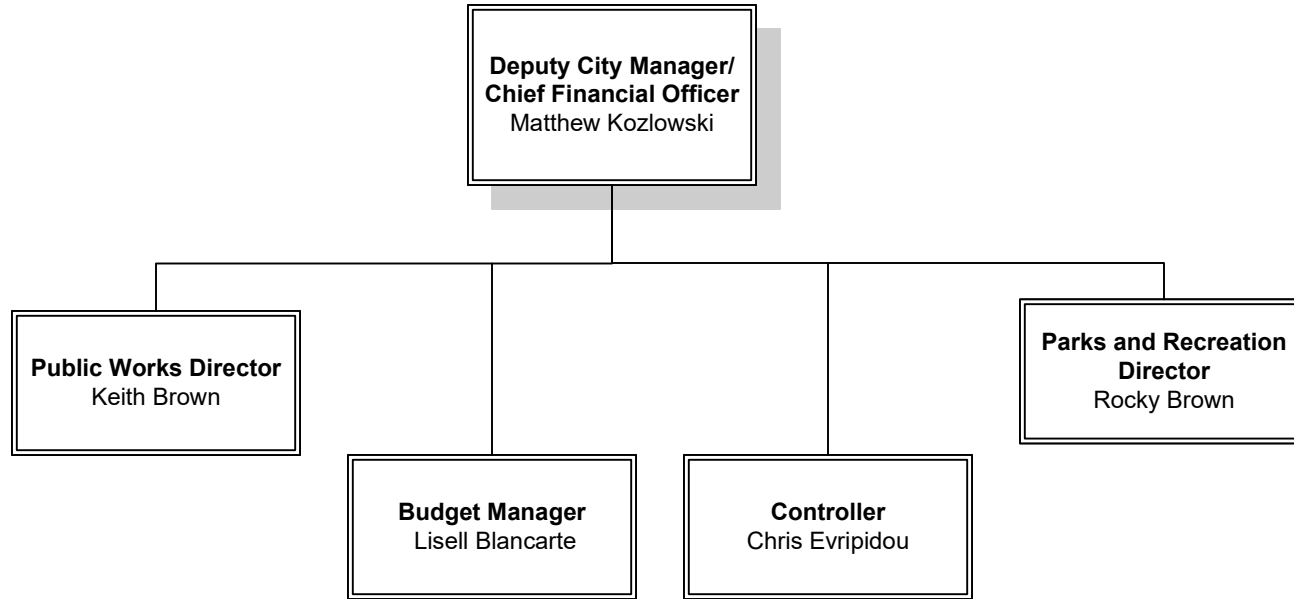 Deputy City Manager/
Chief Financial Officer
Matthew Kozlowski
Public Works Director
Keith Brown
Parks and Recreation
Director
Rocky Brown
Budget Manager
Lisell Blancarte
Controller
Chris Evripidou